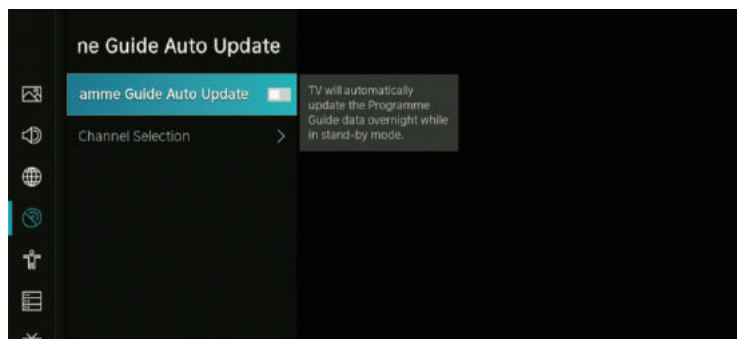 ne Guide Auto Update
amme Guide Auto Update
TV will automatically
update the Programme
Guide data overnight while
in stand-by mode.
Channel Selection